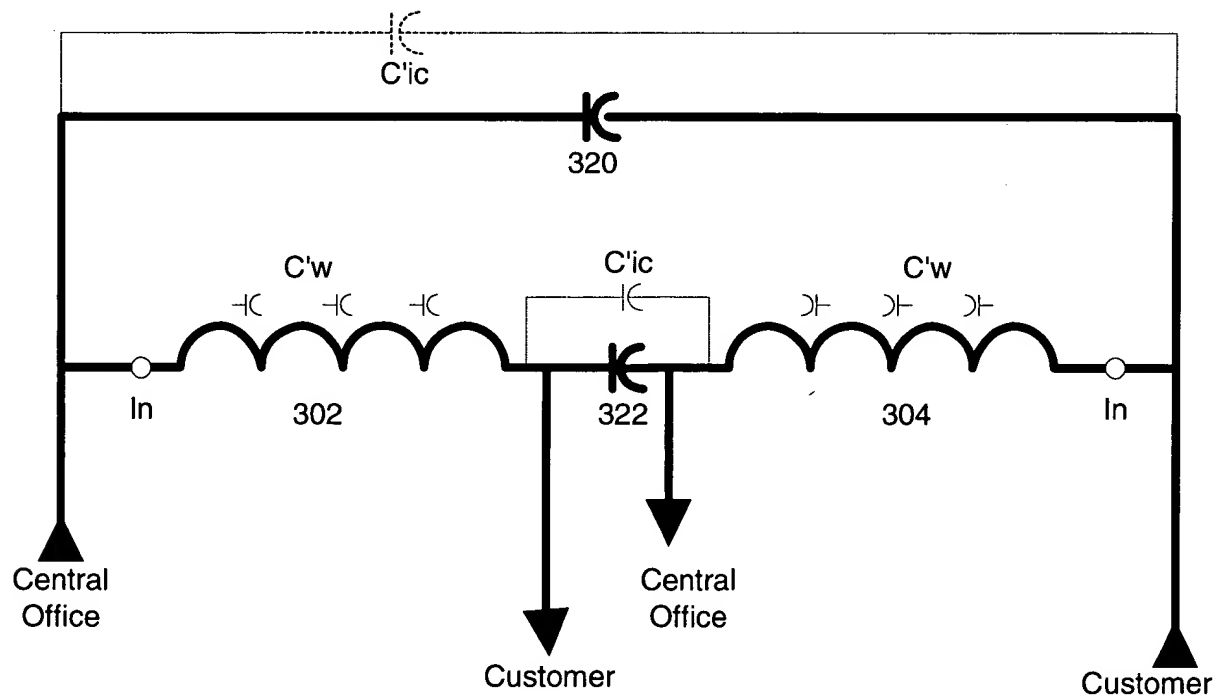 C'ic
320
C'w
C'ic
C'w
In
302
322
304
In
Central
Office
Central
Office
Customer
Customer